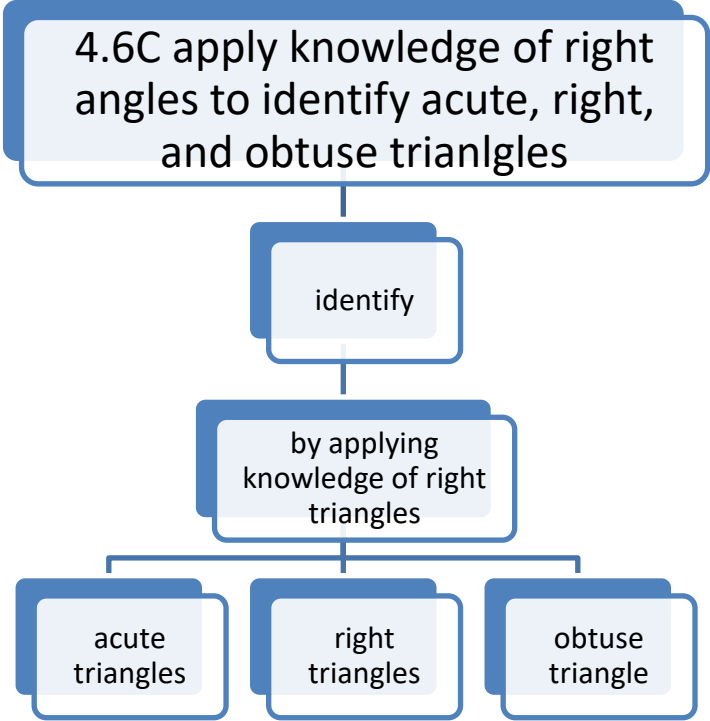 4.6C apply knowledge of right
angles to identify acute, right,
and obtuse trianlgles
identify
by applying
knowledge of right
triangles
acute
triangles
right
triangles
obtuse
triangle